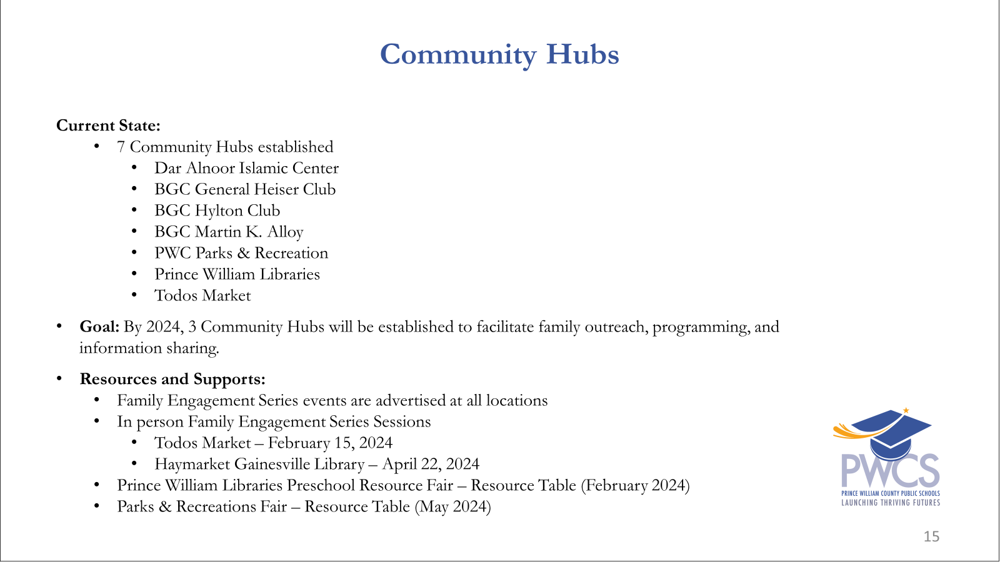 Community Hubs
Current State:
• 7 Community Hubs established
• Dar Alnoor Islamic Center
• BGC General Heiser Club
• BGC Hylton Club
• BGC Martin K. Alloy
• PWC Parks & Recreation
• Prince William Libraries
• Todos Market
• Goal: By 2024, 3 Community Hubs will be established to facilitate family outreach, programming, and
information sharing.
• Resources and Supports:
• Family Engagement Series events are advertised at all locations
• In person Family Engagement Series Sessions
• Todos Market – February 15, 2024
• Haymarket Gainesville Library – April 22, 2024
• Prince William Libraries Preschool Resource Fair – Resource Table (February 2024)
• Parks & Recreations Fair – Resource Table (May 2024)
PWCS
PRINCE WILLIAM COUNTY PUBLIC SCHOOLS
LAUNCHING THRIVING FUTURES
15